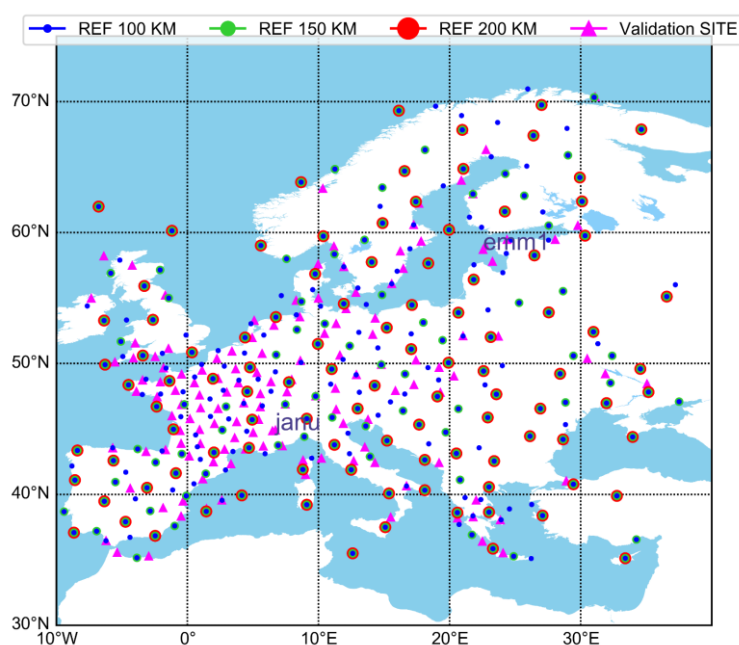 REF 100 KM REF 150 KM REF 200 KM Validation SITE
70°N
60°N
emm1
50°N
janu
40°N
30°N
10°W 0° 10°E 20°E 30°E